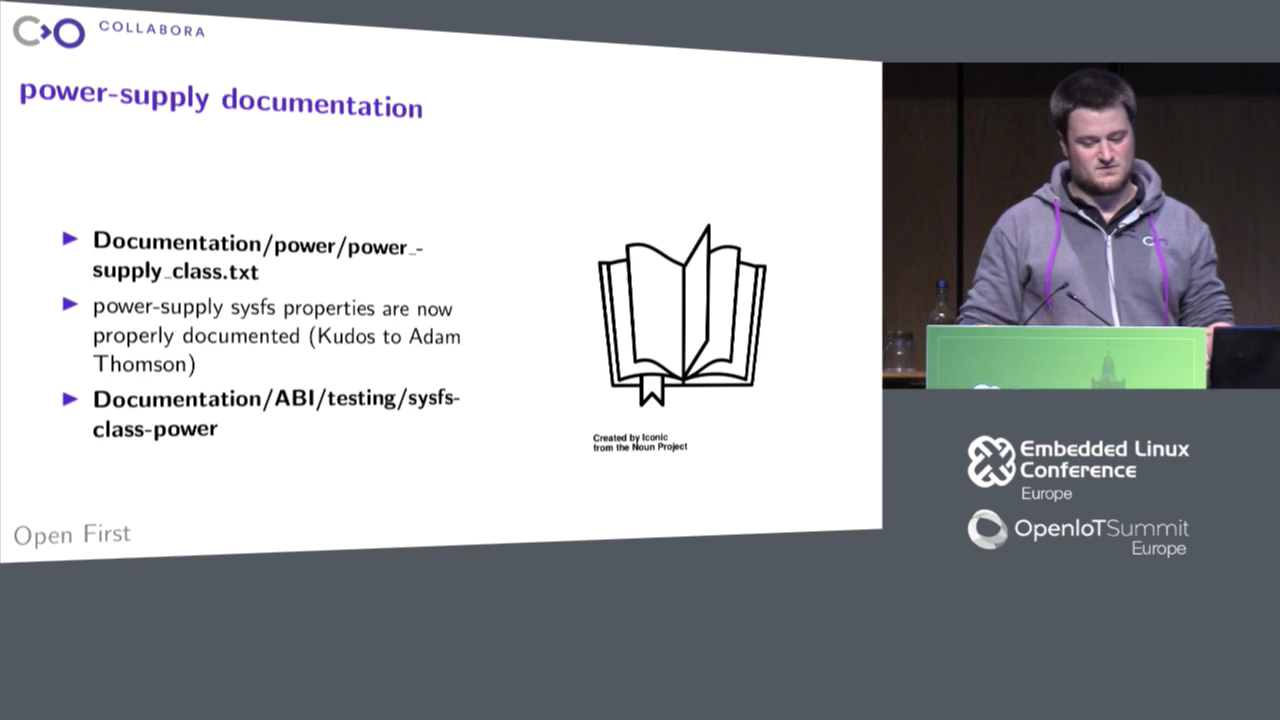 COLLABORA
power-supply documentation
Documentation/power/power_-
supply_class.txt
power-supply sysfs properties are now
properly documented (Kudos to Adam
Thomson)
Documentation/ABI/testing/sysfs-
class-power
Created by Iconic
from the Noun Project
Open First
Embedded Linux
Conference
Europe
OpenIoTSummit
Europe